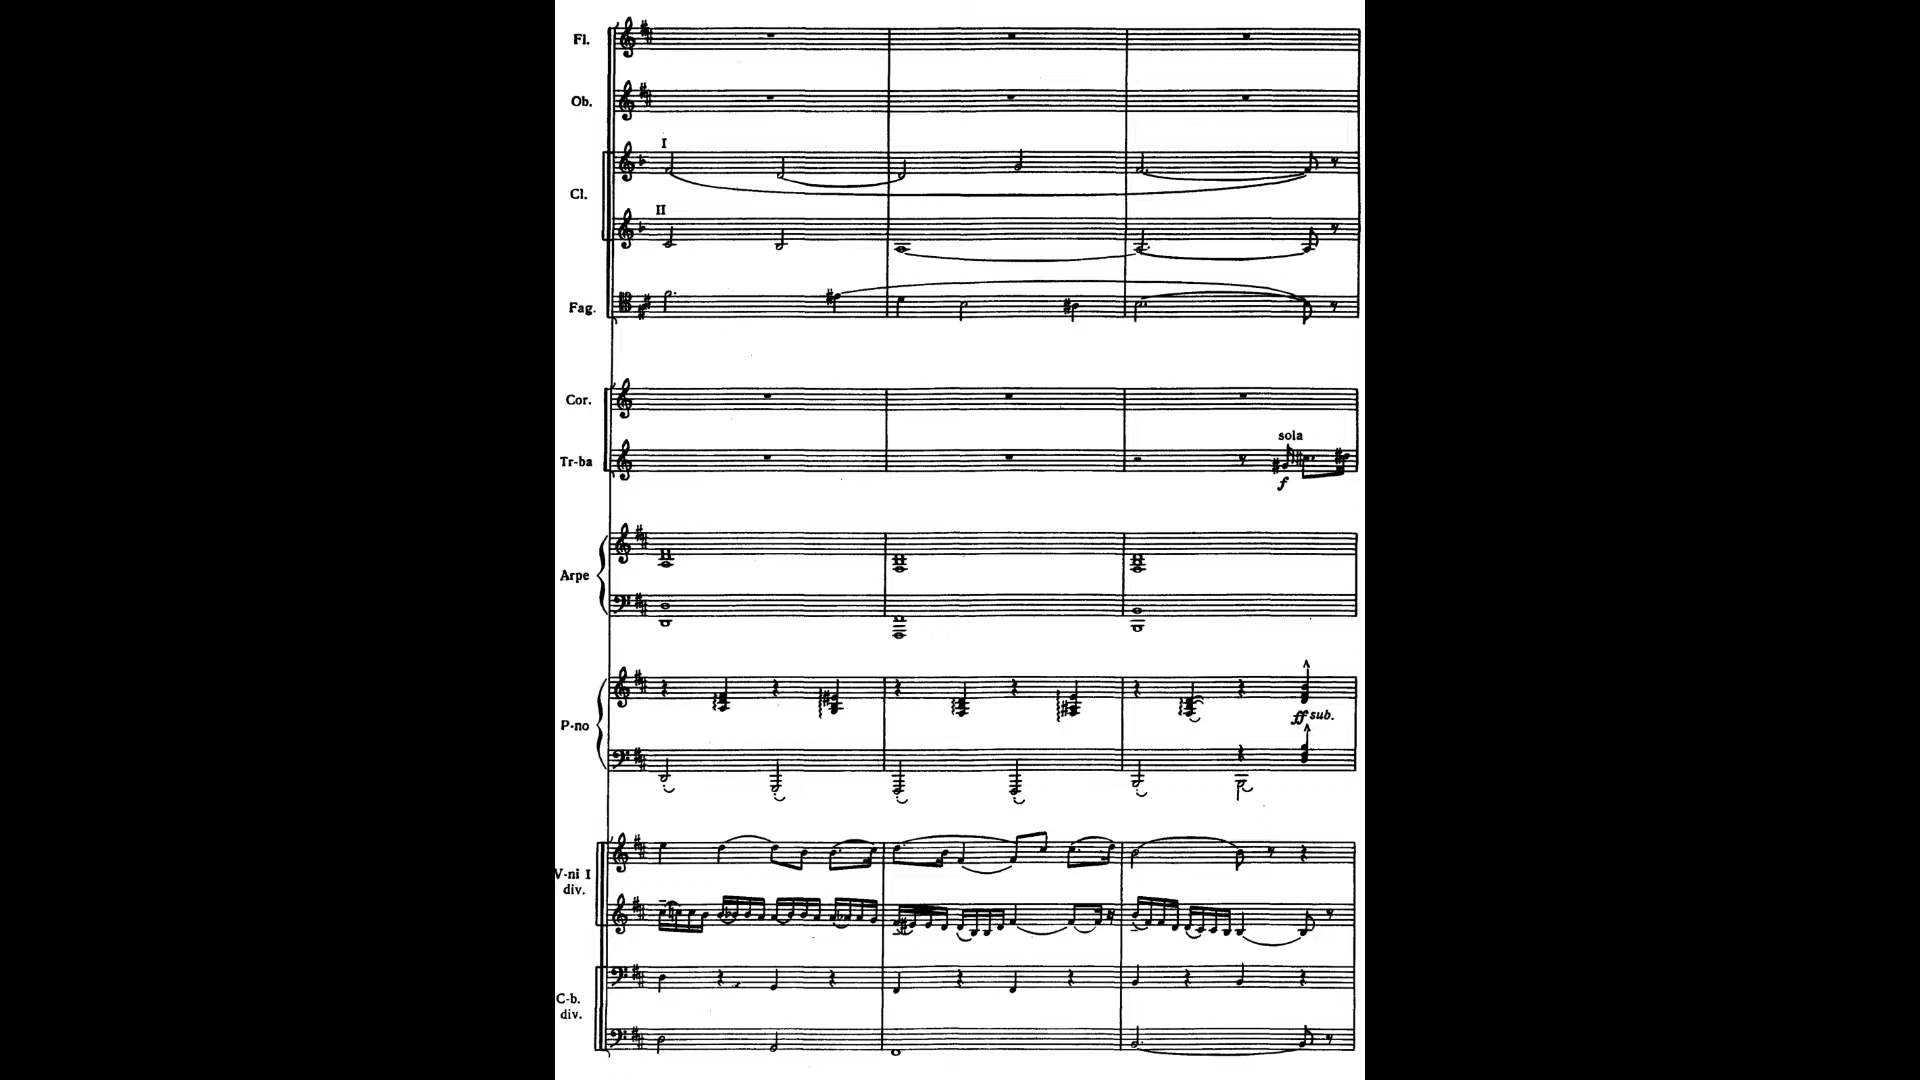 Fl.
Ob.
I
Cl.
II
Fag.
Cor.
sola
Tr-ba
f
Arpe
P-no
ff sub.
V-ni I
div.
C-b.
div.